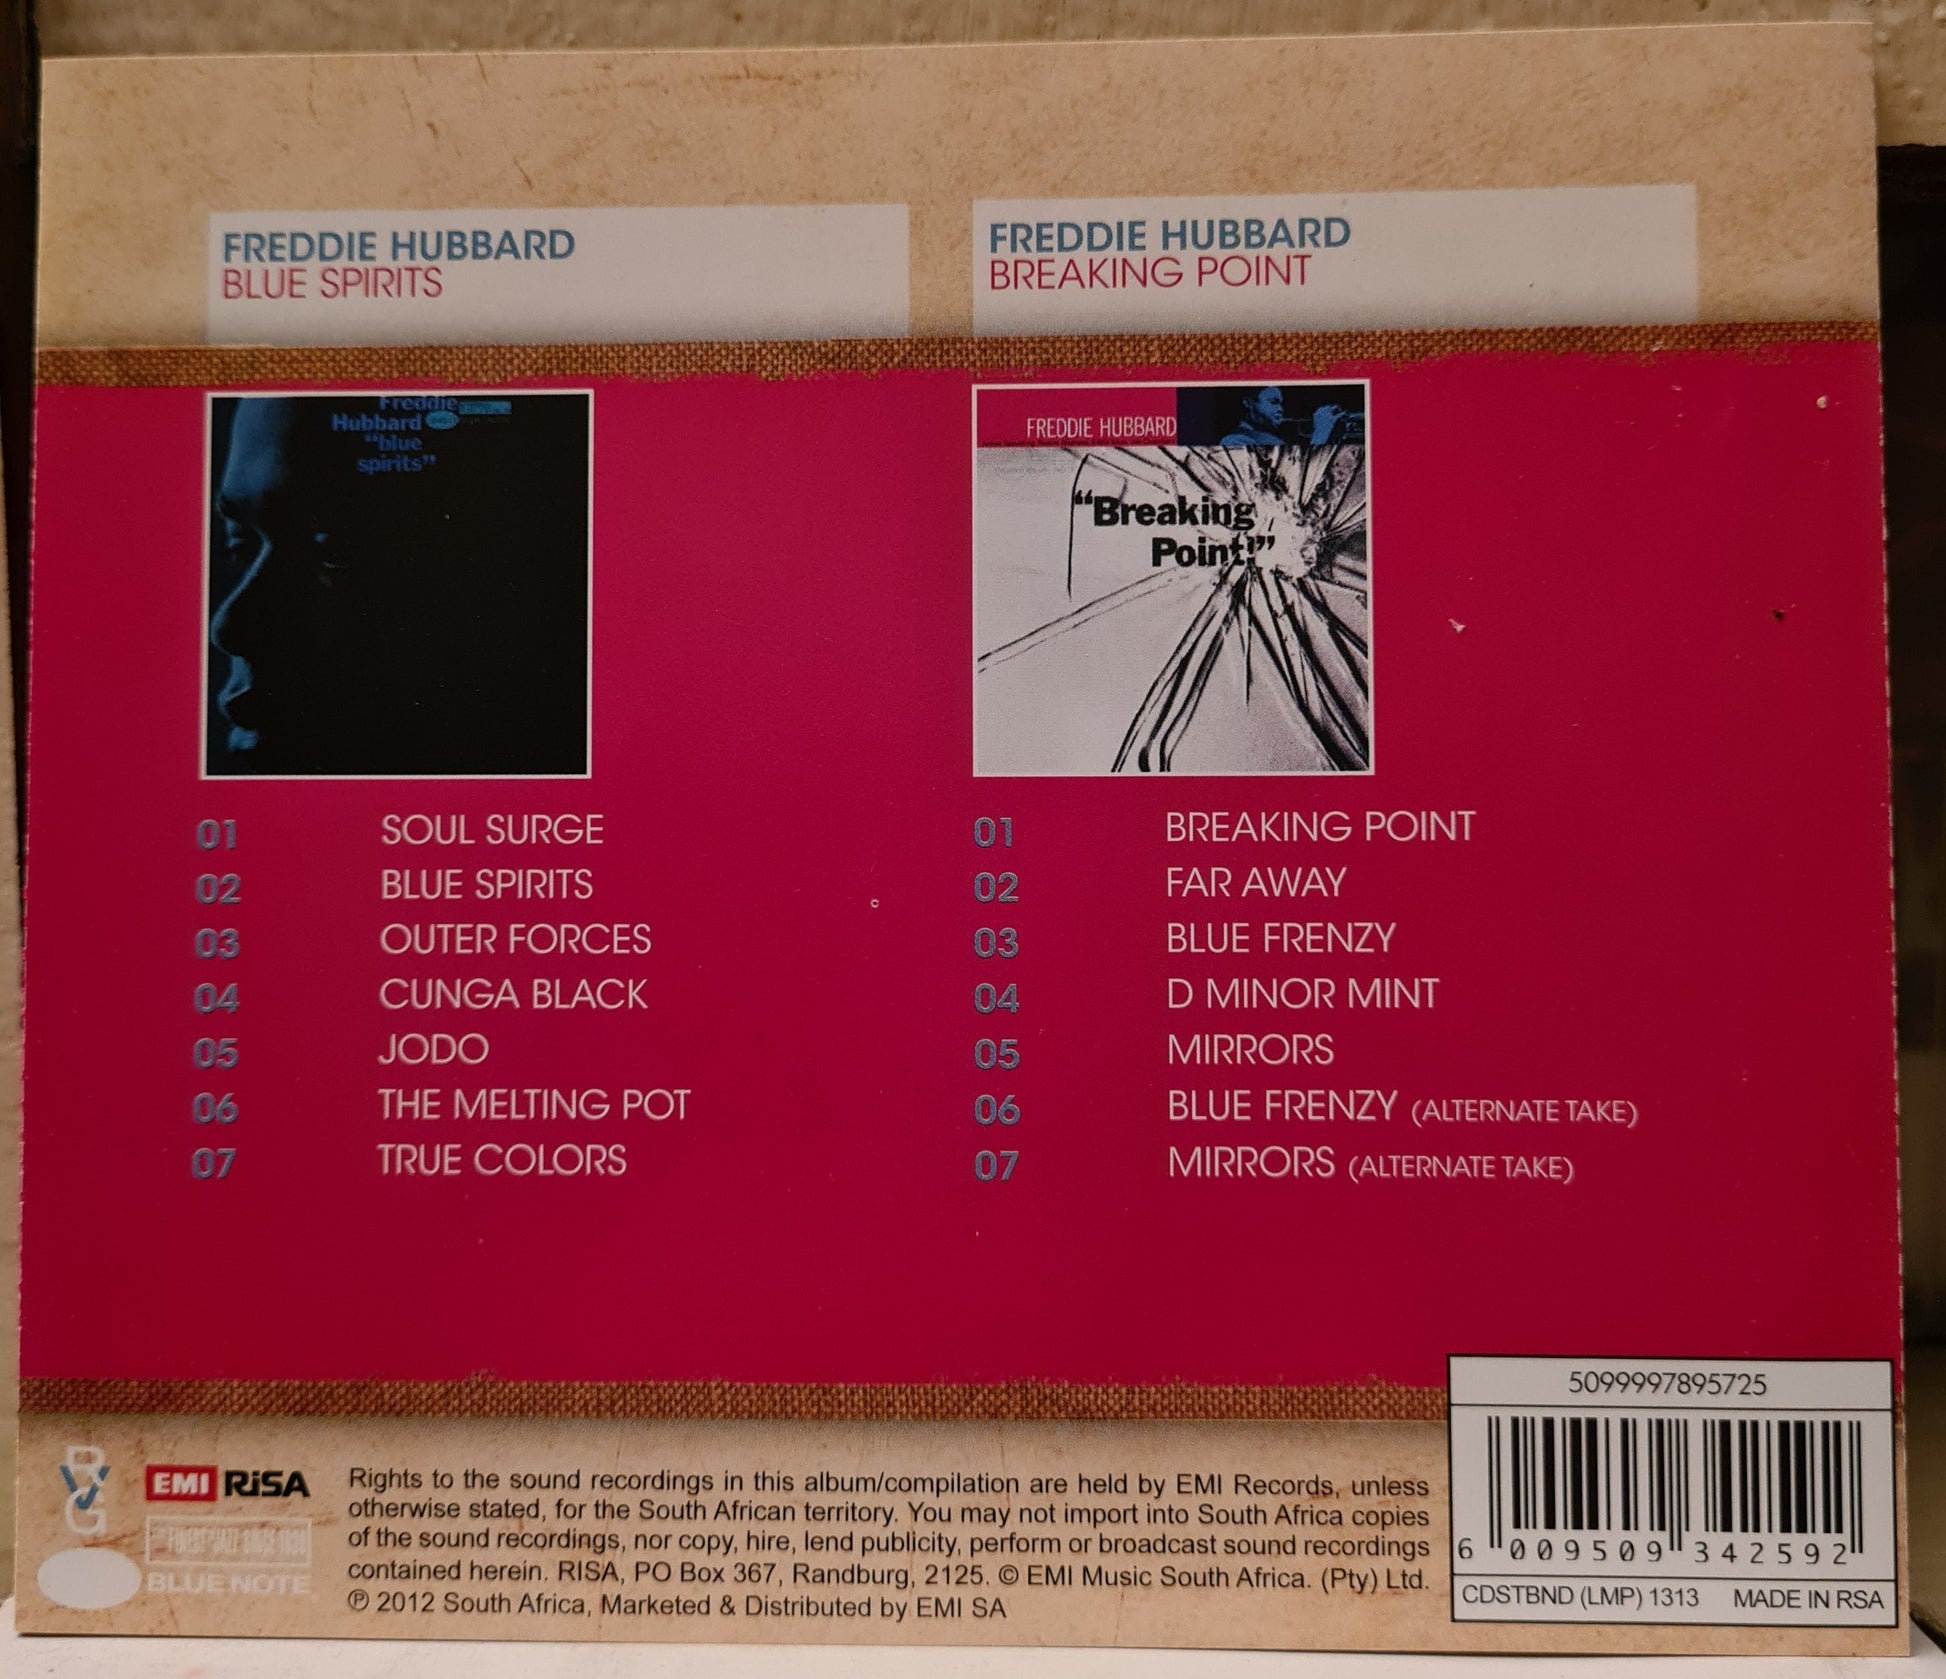 FREDDIE HUBBARD
BLUE SPIRITS
Freddie
Hubbard
"blue
spirits"
01 SOUL SURGE
02 BLUE SPIRITS
03 OUTER FORCES
04 CUNGA BLACK
05 JODO
06 THE MELTING POT
07 TRUE COLORS
FREDDIE HUBBARD
BREAKING POINT
FREDDIE HUBBARD
"Breaking
Point!"
01 BREAKING POINT
02 FAR AWAY
03 BLUE FRENZY
04 D MINOR MINT
05 MIRRORS
06 BLUE FRENZY (ALTERNATE TAKE)
07 MIRRORS (ALTERNATE TAKE)
RVG
EMI RiSA
THE FINEST IN JAZZ SINCE 1939
BLUE NOTE
Rights to the sound recordings in this album/compilation are held by EMI Records, unless
otherwise stated, for the South African territory. You may not import into South Africa copies
of the sound recordings, nor copy, hire, lend publicity, perform or broadcast sound recordings
contained herein. RISA, PO Box 367, Randburg, 2125. © EMI Music South Africa. (Pty) Ltd.
℗ 2012 South Africa, Marketed & Distributed by EMI SA
5099997895725
6 009509 342592
CDSTBND (LMP) 1313 MADE IN RSA